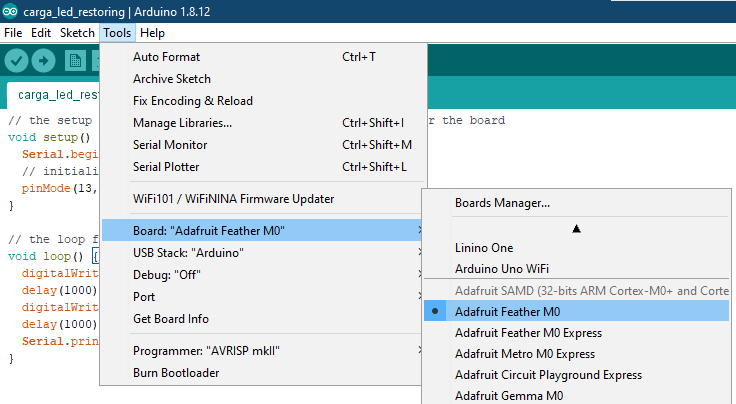 carga_led_restoring | Arduino 1.8.12
File Edit Sketch Tools Help
carga_led_rest
// the setup
r the board
void setup()
Serial.begi
// initiali
pinMode(13,
}
// the loop f
void loop() {
digitalWrit
delay(1000)
digitalWrit
delay(1000)
Serial.prin
}
Auto Format Ctrl+T
Archive Sketch
Fix Encoding & Reload
Manage Libraries... Ctrl+Shift+I
Serial Monitor Ctrl+Shift+M
Serial Plotter Ctrl+Shift+L
WiFi101 / WiFiNINA Firmware Updater
Board: "Adafruit Feather M0"
USB Stack: "Arduino"
Debug: "Off"
Port
Get Board Info
Programmer: "AVRISP mkII"
Burn Bootloader
Boards Manager...
Linino One
Arduino Uno WiFi
Adafruit SAMD (32-bits ARM Cortex-M0+ and Corte
Adafruit Feather M0
Adafruit Feather M0 Express
Adafruit Metro M0 Express
Adafruit Circuit Playground Express
Adafruit Gemma M0